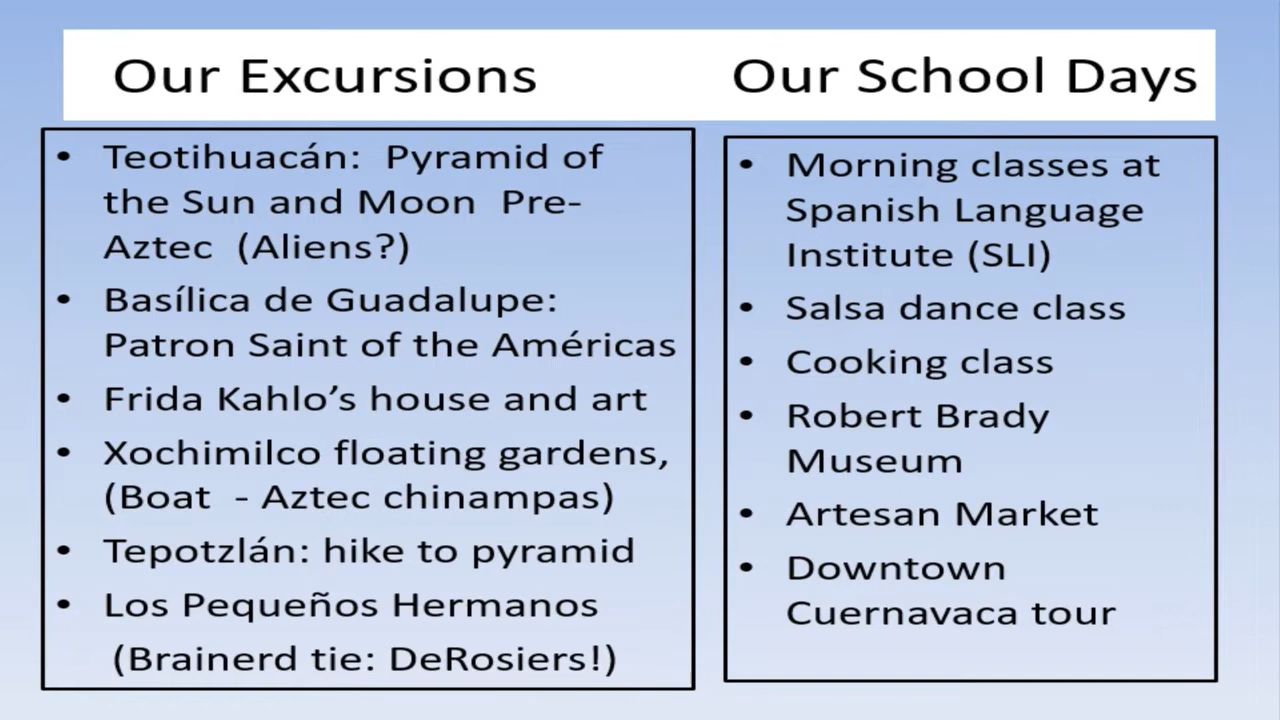 Our Excursions
Our School Days
• Teotihuacán: Pyramid of
the Sun and Moon Pre-
Aztec (Aliens?)
• Basílica de Guadalupe:
Patron Saint of the Américas
• Frida Kahlo’s house and art
• Xochimilco floating gardens,
(Boat - Aztec chinampas)
• Tepotzlán: hike to pyramid
• Los Pequeños Hermanos
(Brainerd tie: DeRosiers!)
• Morning classes at
Spanish Language
Institute (SLI)
• Salsa dance class
• Cooking class
• Robert Brady
Museum
• Artesan Market
• Downtown
Cuernavaca tour